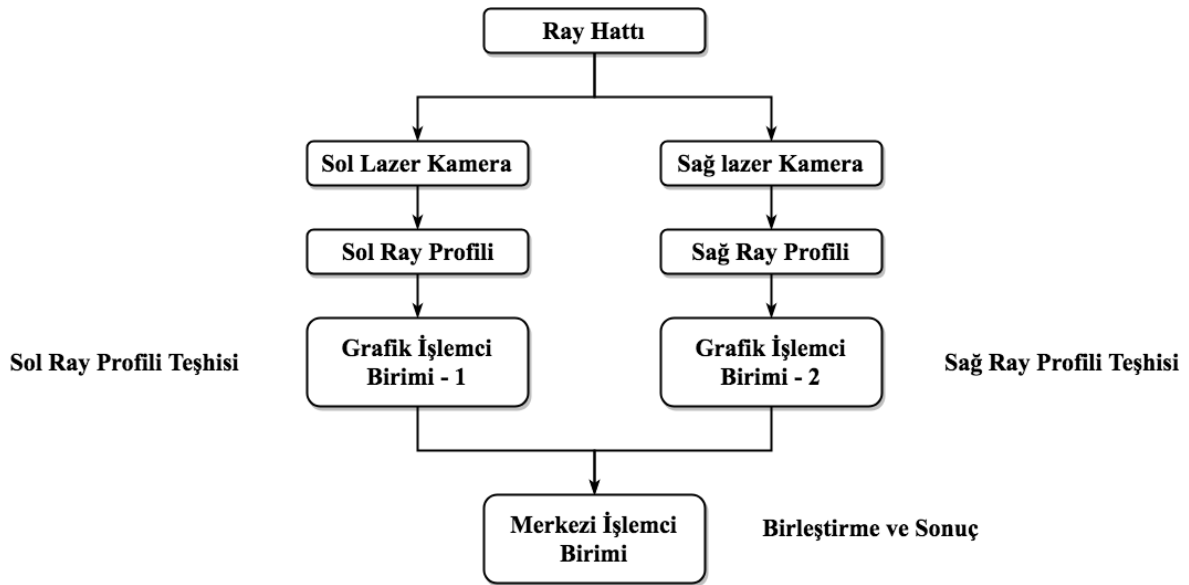 Ray Hattı
Sol Lazer Kamera
Sağ lazer Kamera
Sol Ray Profili
Sağ Ray Profili
Sol Ray Profili Teşhisi
Grafik İşlemci
Birimi - 1
Grafik İşlemci
Birimi - 2
Sağ Ray Profili Teşhisi
Merkezi İşlemci
Birimi
Birleştirme ve Sonuç